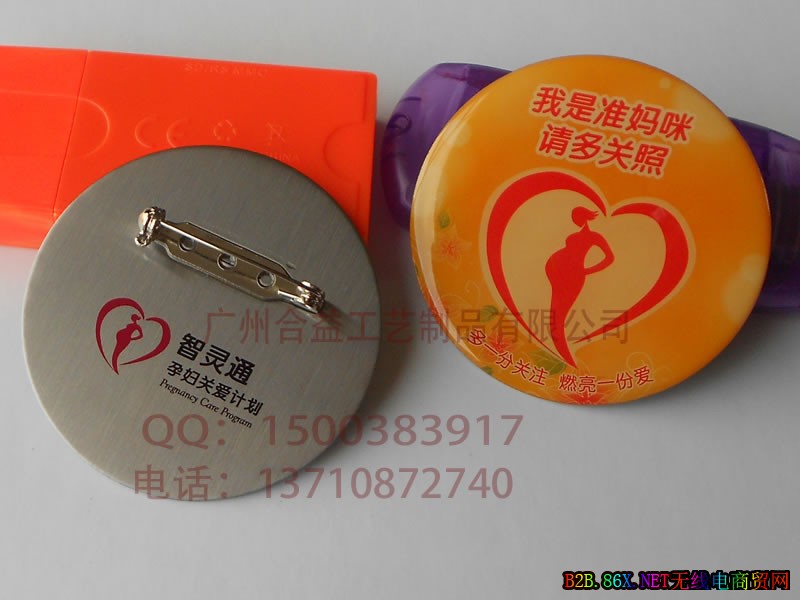 我是准妈咪
请多关照
多一分关注 燃亮一份爱
智灵通
孕妇关爱计划
Pregnancy Care Program
广州合益工艺制品有限公司
QQ：1500383917
电话：13710872740
B2B.86X.NET无线电商贸网